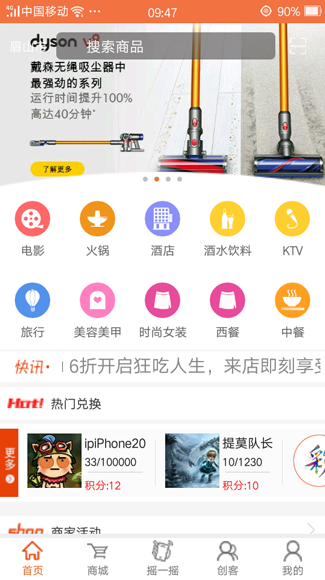 4G 中国移动 09:47 90%
眉山市 搜索商品
dyson v8
戴森无绳吸尘器中
最强劲的系列
运行时间提升100%
高达40分钟*
了解更多
电影 火锅 酒店 酒水饮料 KTV
旅行 美容美甲 时尚女装 西餐 中餐
快讯· 6折开启狂吃人生，来店即刻享受
Hot! 热门兑换
更多
ipiPhone20 提莫队长
33/100000 10/1230
积分:12 积分:23
彩
shop 商家活动
首页 商城 摇一摇 创客 我的